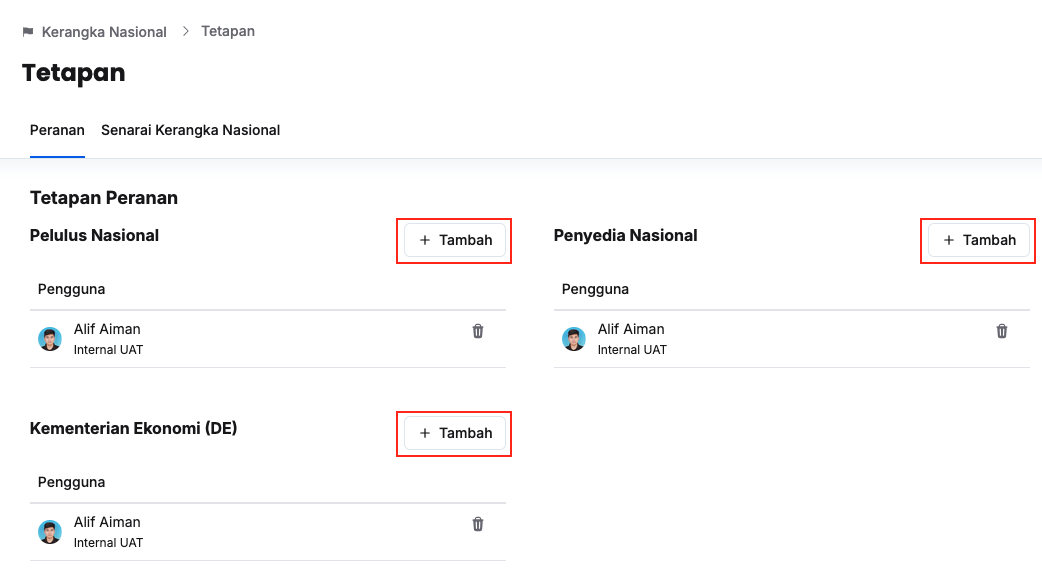 Kerangka Nasional > Tetapan
Tetapan
Peranan Senarai Kerangka Nasional
Tetapan Peranan
Pelulus Nasional
+ Tambah
Pengguna
Alif Aiman
Internal UAT
Penyedia Nasional
+ Tambah
Pengguna
Alif Aiman
Internal UAT
Kementerian Ekonomi (DE)
+ Tambah
Pengguna
Alif Aiman
Internal UAT